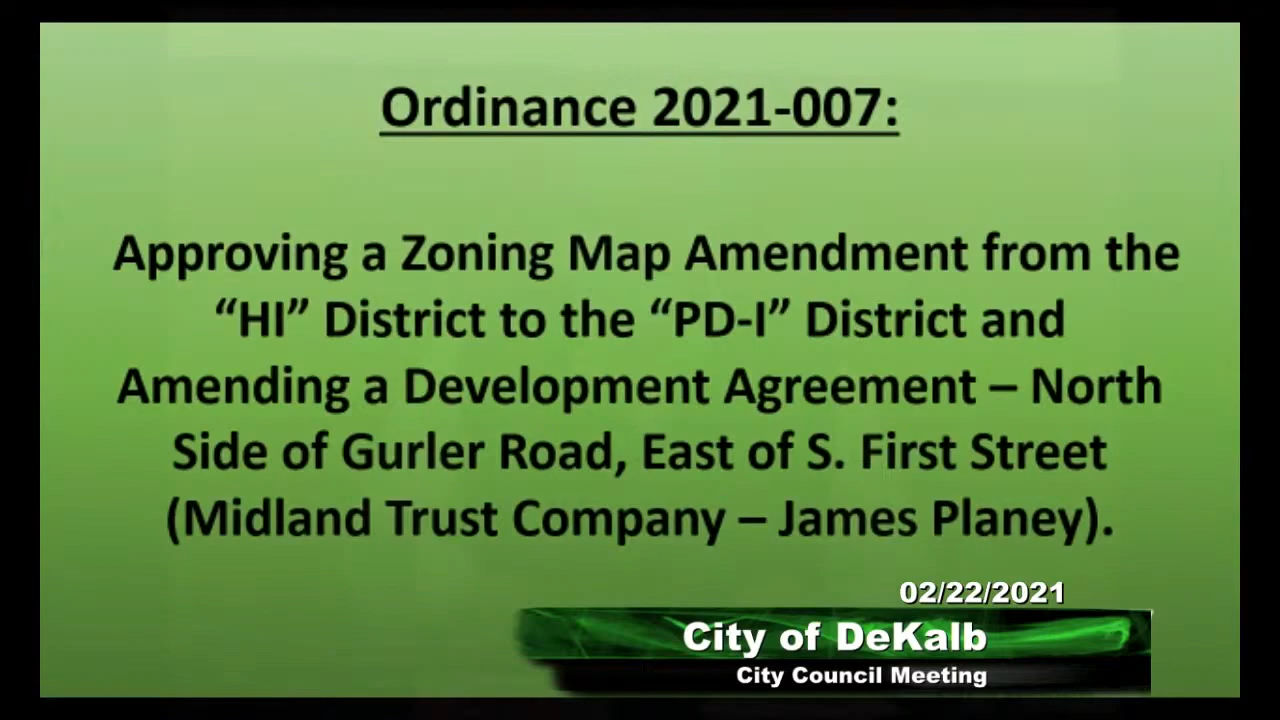 Ordinance 2021-007:
Approving a Zoning Map Amendment from the
“HI” District to the “PD-I” District and
Amending a Development Agreement – North
Side of Gurler Road, East of S. First Street
(Midland Trust Company – James Planey).
02/22/2021
City of DeKalb
City Council Meeting